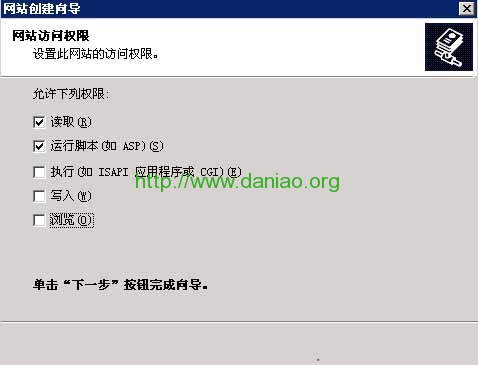 网站创建向导
网站访问权限
设置此网站的访问权限。
允许下列权限:
读取(R)
运行脚本(如 ASP)(S)
执行(如 ISAPI 应用程序或 CGI)(E)
http://www.daniao.org
写入(W)
浏览(O)
单击“下一步”按钮完成向导。